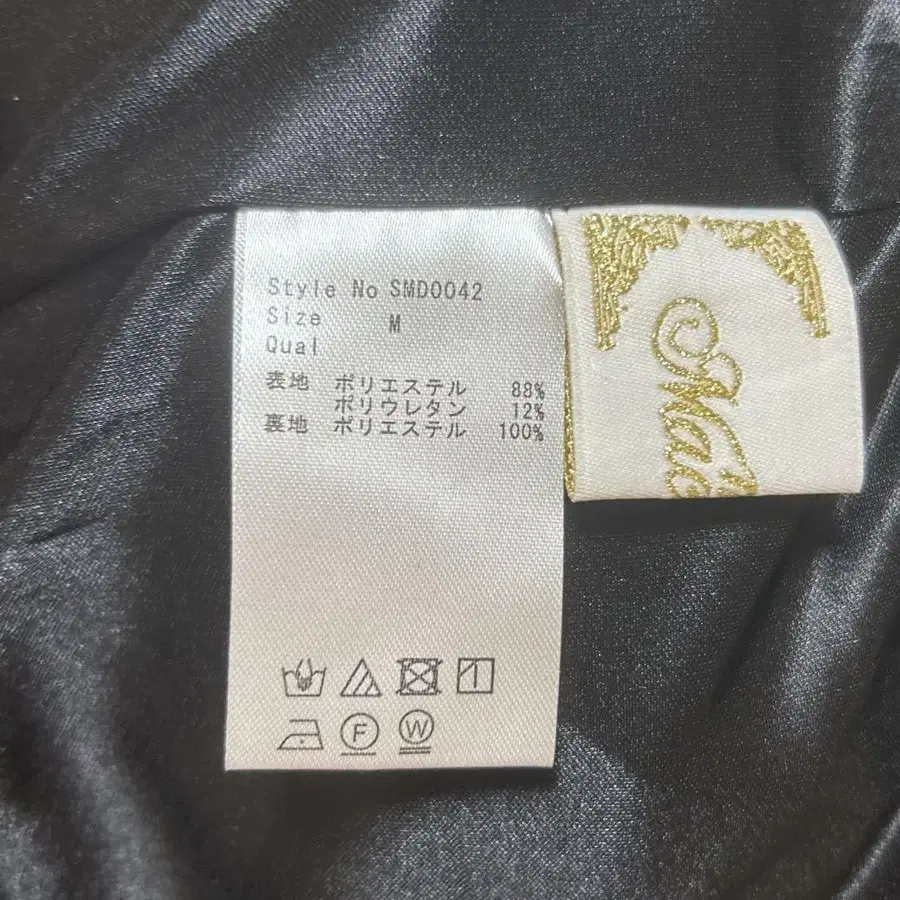 Style No SMD0042
Size M
Qual
表地 ポリエステル 88%
ポリウレタン 12%
裏地 ポリエステル 100%
F
W